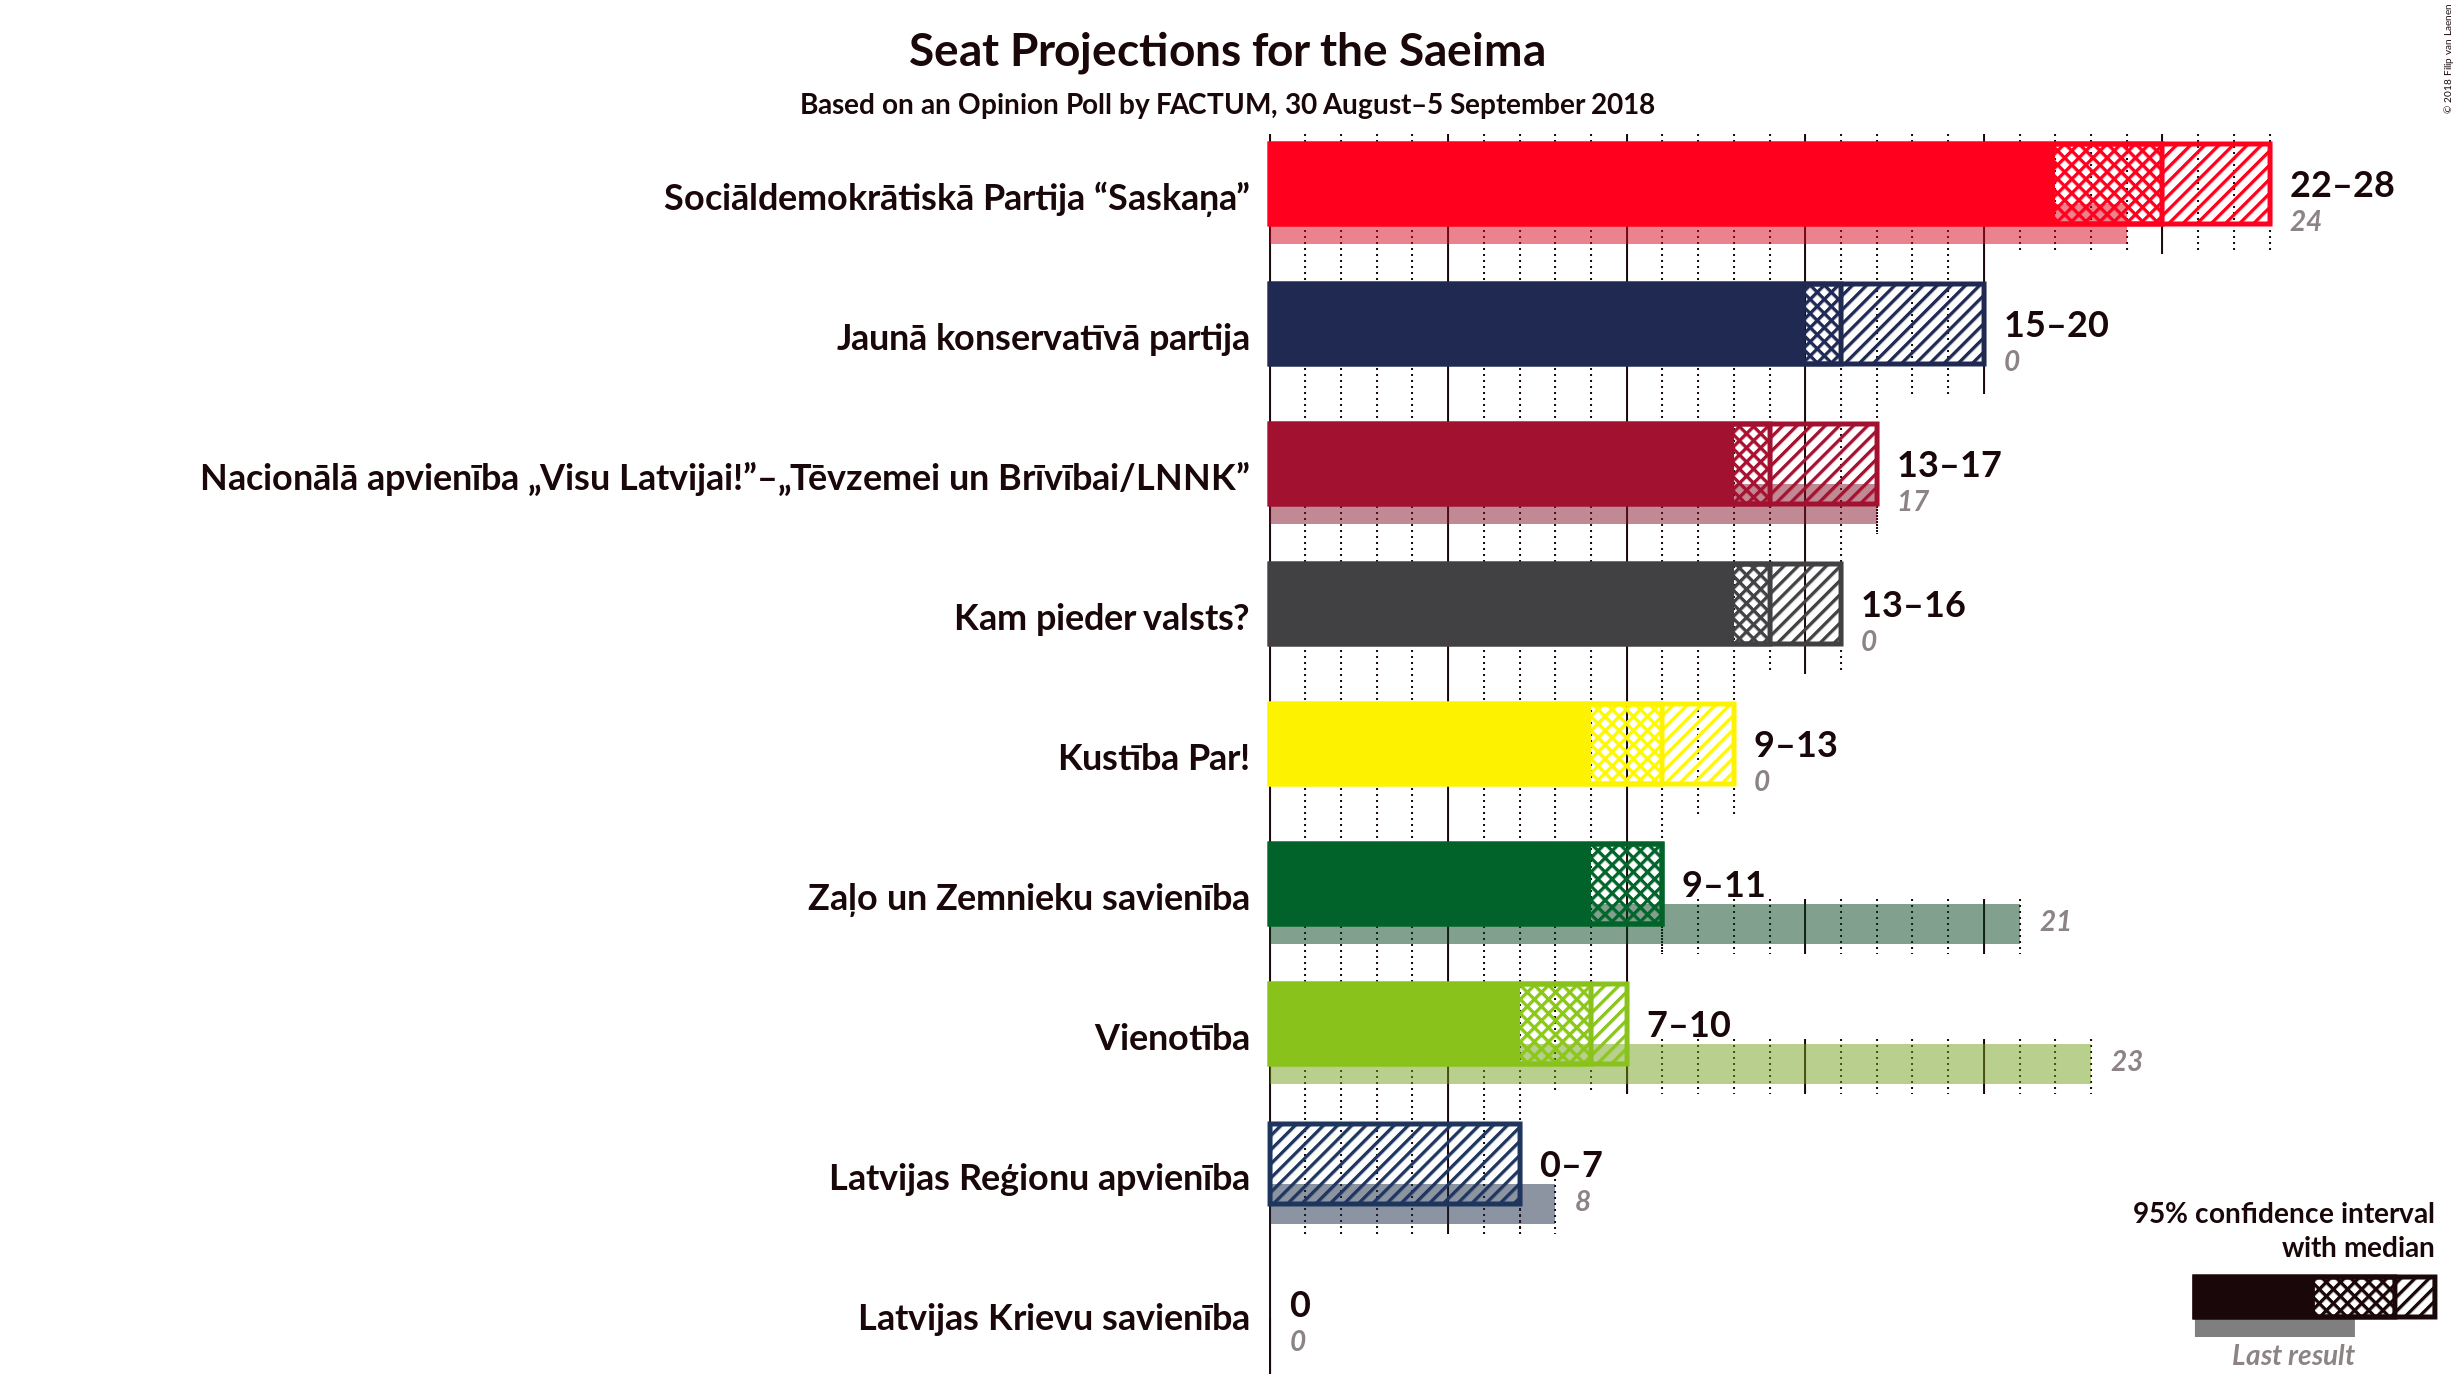 Seat Projections for the Saeima
Based on an Opinion Poll by FACTUM, 30 August–5 September 2018
© 2018 Filip van Laenen
Sociāldemokrātiskā Partija “Saskaņa”
22–28
24
Jaunā konservatīvā partija
15–20
0
Nacionālā apvienība „Visu Latvijai!”–„Tēvzemei un Brīvībai/LNNK”
13–17
17
Kam pieder valsts?
13–16
0
Kustība Par!
9–13
0
Zaļo un Zemnieku savienība
9–11
21
Vienotība
7–10
23
Latvijas Reģionu apvienība
0–7
8
Latvijas Krievu savienība
0
0
95% confidence interval
with median
Last result